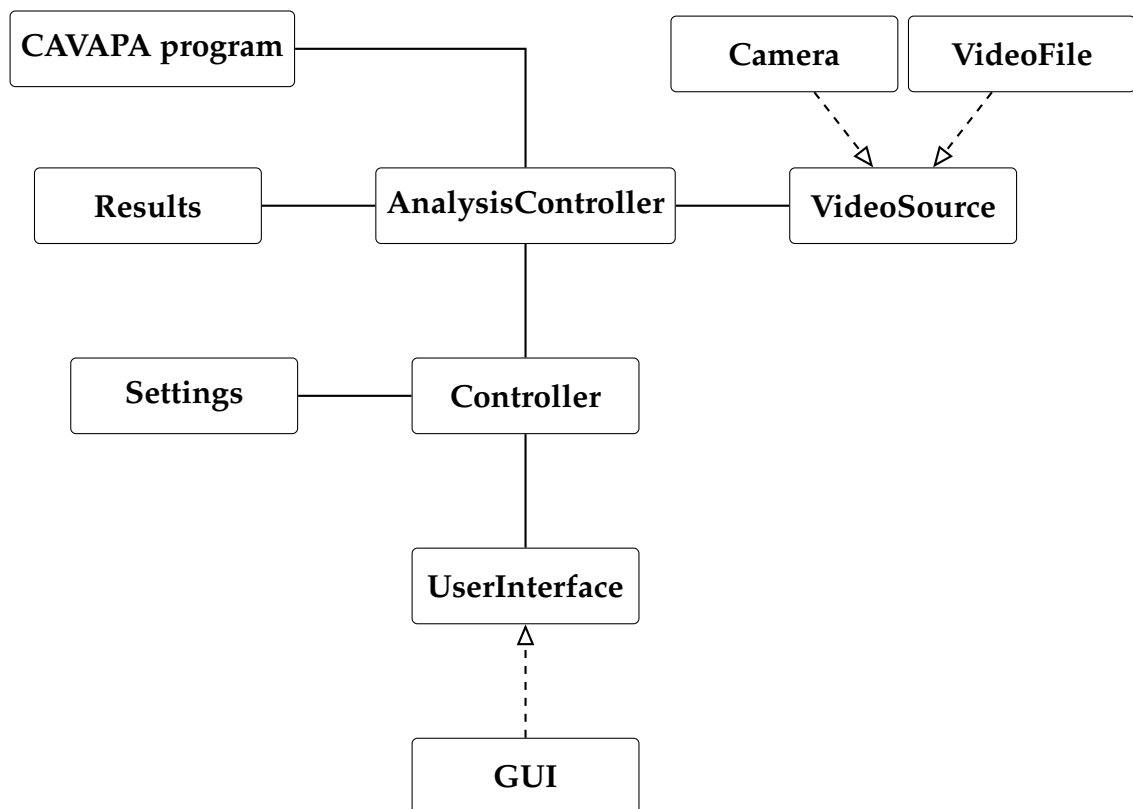 CAVAPA program
Camera
VideoFile
Results
AnalysisController
VideoSource
Settings
Controller
UserInterface
GUI